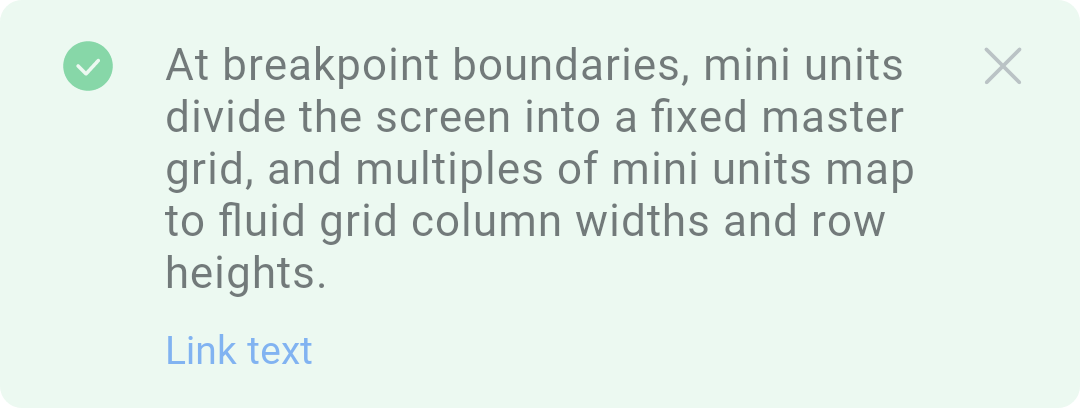 At breakpoint boundaries, mini units
divide the screen into a fixed master
grid, and multiples of mini units map
to fluid grid column widths and row
heights.
Link text